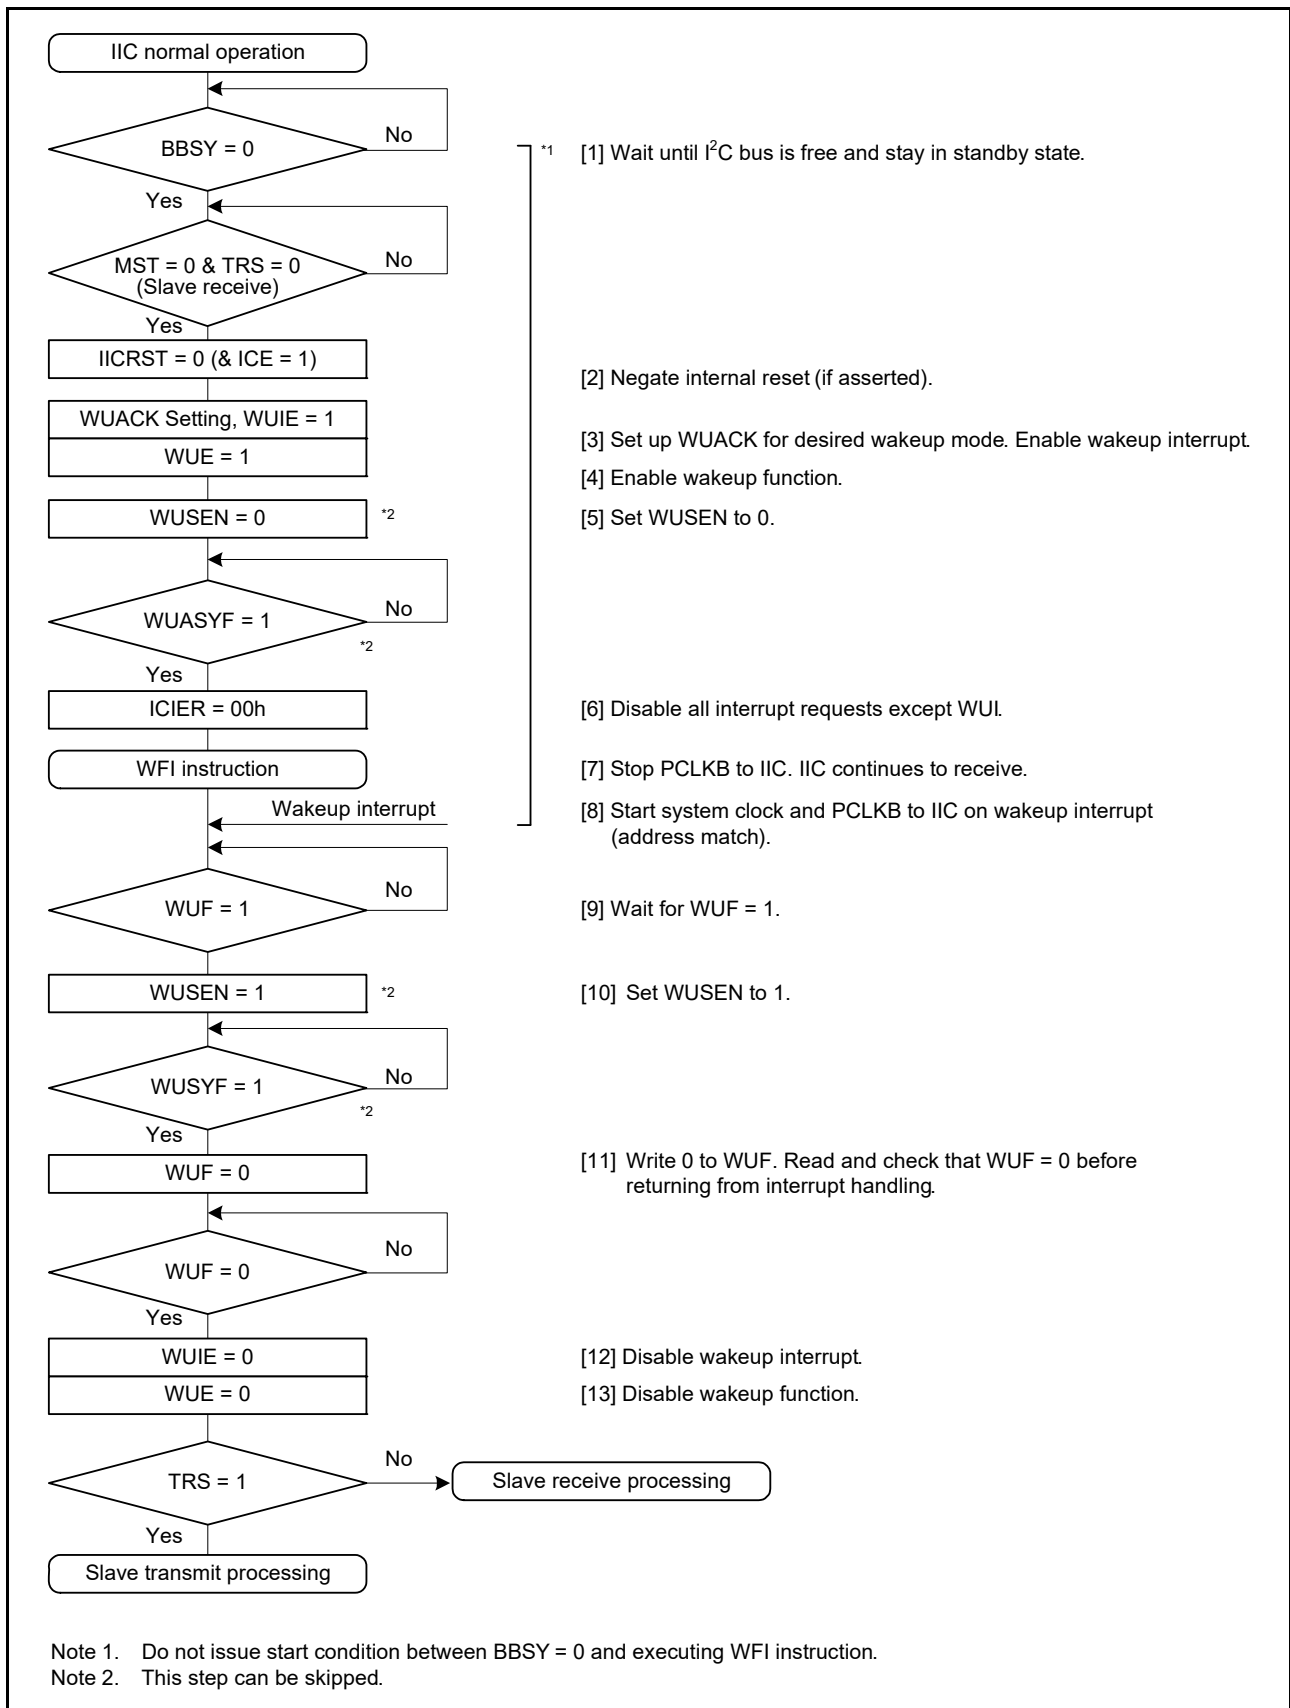 IIC normal operation
BBSY = 0
No
*1
[1] Wait until I²C bus is free and stay in standby state.
Yes
MST = 0 & TRS = 0
(Slave receive)
No
Yes
IICRST = 0 (& ICE = 1)
[2] Negate internal reset (if asserted).
WUACK Setting, WUIE = 1
[3] Set up WUACK for desired wakeup mode. Enable wakeup interrupt.
WUE = 1
[4] Enable wakeup function.
WUSEN = 0
*2
[5] Set WUSEN to 0.
WUASYF = 1
No
*2
Yes
ICIER = 00h
[6] Disable all interrupt requests except WUI.
WFI instruction
[7] Stop PCLKB to IIC. IIC continues to receive.
Wakeup interrupt
[8] Start system clock and PCLKB to IIC on wakeup interrupt
(address match).
WUF = 1
No
[9] Wait for WUF = 1.
WUSEN = 1
*2
[10] Set WUSEN to 1.
WUSYF = 1
No
*2
Yes
WUF = 0
[11] Write 0 to WUF. Read and check that WUF = 0 before
returning from interrupt handling.
WUF = 0
No
Yes
WUIE = 0
[12] Disable wakeup interrupt.
WUE = 0
[13] Disable wakeup function.
TRS = 1
No
Slave receive processing
Yes
Slave transmit processing
Note 1. Do not issue start condition between BBSY = 0 and executing WFI instruction.
Note 2. This step can be skipped.